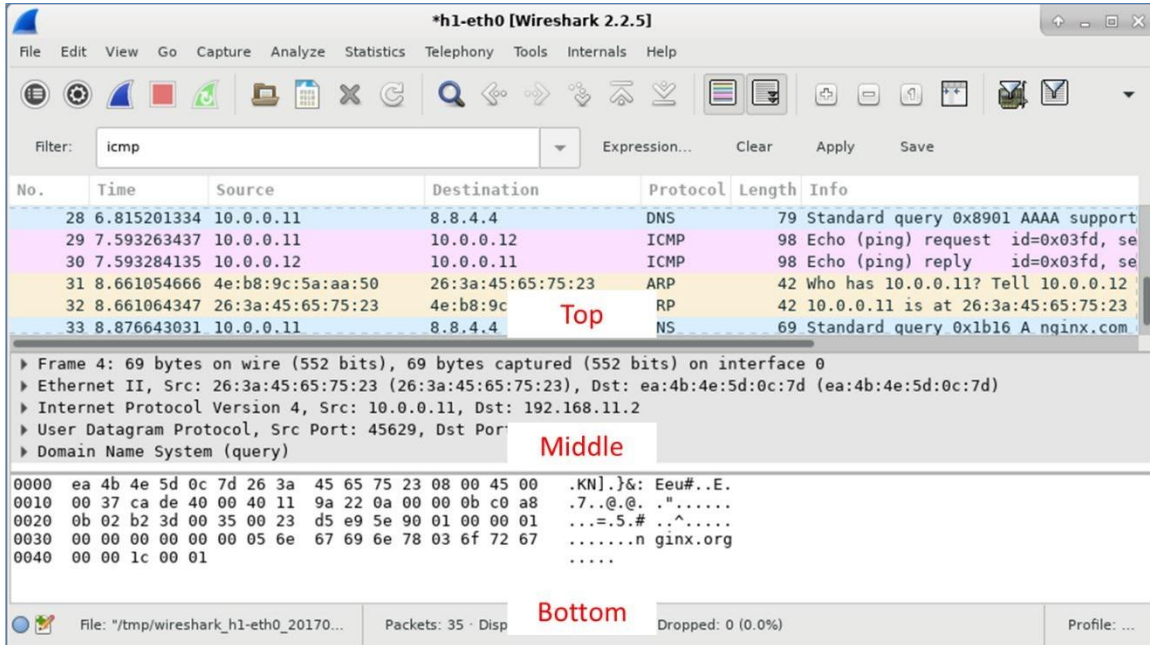 *h1-eth0 [Wireshark 2.2.5]
File Edit View Go Capture Analyze Statistics Telephony Tools Internals Help
Filter: icmp Expression... Clear Apply Save
No. Time Source Destination Protocol Length Info
28 6.815201334 10.0.0.11 8.8.4.4 DNS 79 Standard query 0x8901 AAAA support
29 7.593263437 10.0.0.11 10.0.0.12 ICMP 98 Echo (ping) request id=0x03fd, se
30 7.593284135 10.0.0.12 10.0.0.11 ICMP 98 Echo (ping) reply id=0x03fd, se
31 8.661054666 4e:b8:9c:5a:aa:50 26:3a:45:65:75:23 ARP 42 Who has 10.0.0.11? Tell 10.0.0.12
32 8.661064347 26:3a:45:65:75:23 4e:b8:9c RP 42 10.0.0.11 is at 26:3a:45:65:75:23
Top
33 8.876643031 10.0.0.11 8.8.4.4 NS 69 Standard query 0x1b16 A nginx.com
Frame 4: 69 bytes on wire (552 bits), 69 bytes captured (552 bits) on interface 0
Ethernet II, Src: 26:3a:45:65:75:23 (26:3a:45:65:75:23), Dst: ea:4b:4e:5d:0c:7d (ea:4b:4e:5d:0c:7d)
Internet Protocol Version 4, Src: 10.0.0.11, Dst: 192.168.11.2
User Datagram Protocol, Src Port: 45629, Dst Por
Middle
Domain Name System (query)
0000 ea 4b 4e 5d 0c 7d 26 3a 45 65 75 23 08 00 45 00 .KN].}&: Eeu#..E.
0010 00 37 ca de 40 00 40 11 9a 22 0a 00 00 0b c0 a8 .7..@.@. ."......
0020 0b 02 b2 3d 00 35 00 23 d5 e9 5e 90 01 00 00 01 ...=.5.# ..^.....
0030 00 00 00 00 00 00 05 6e 67 69 6e 78 03 6f 72 67 .......n ginx.org
0040 00 00 1c 00 01 .....
Bottom
File: "/tmp/wireshark_h1-eth0_20170... Packets: 35 · Disp Dropped: 0 (0.0%) Profile: ...